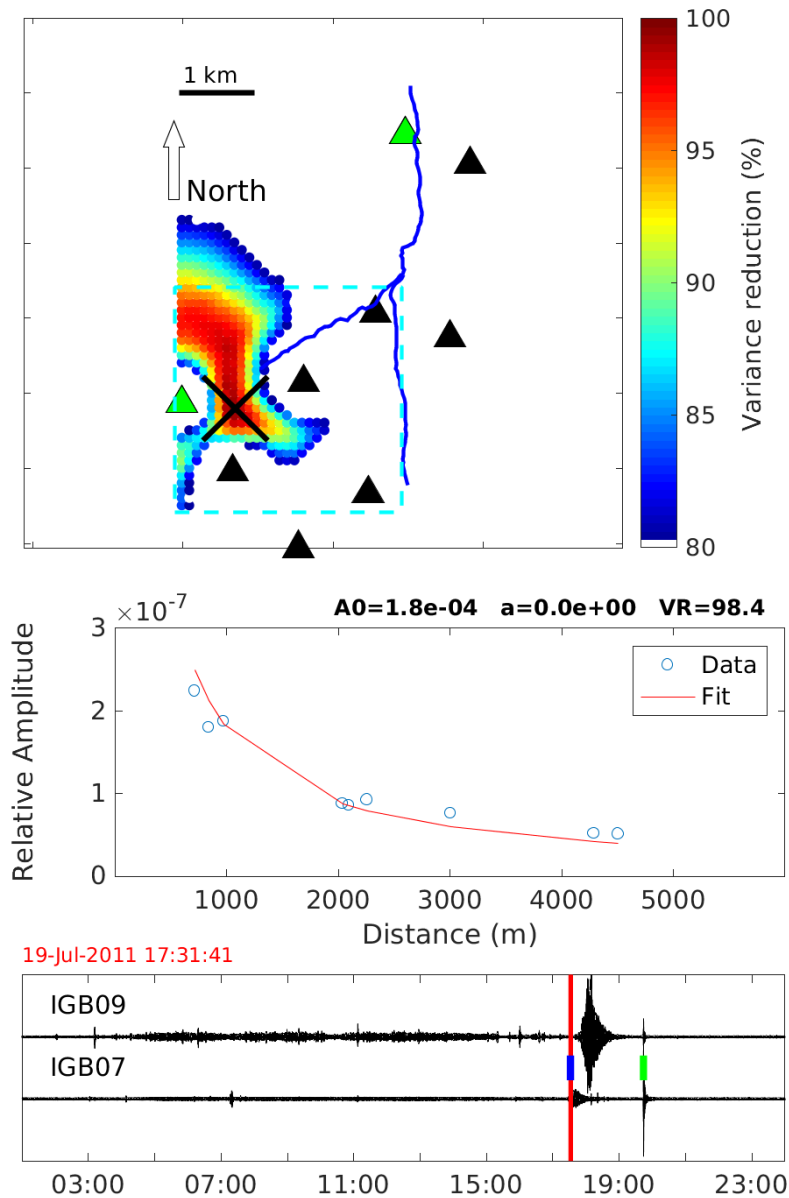 1 km
North
100
95
90
85
80
Variance reduction (%)
×10^-7
A0=1.8e-04 a=0.0e+00 VR=98.4
3
2
1
0
Relative Amplitude
Data
Fit
1000 2000 3000 4000 5000
Distance (m)
19-Jul-2011 17:31:41
IGB09
IGB07
03:00 07:00 11:00 15:00 19:00 23:00